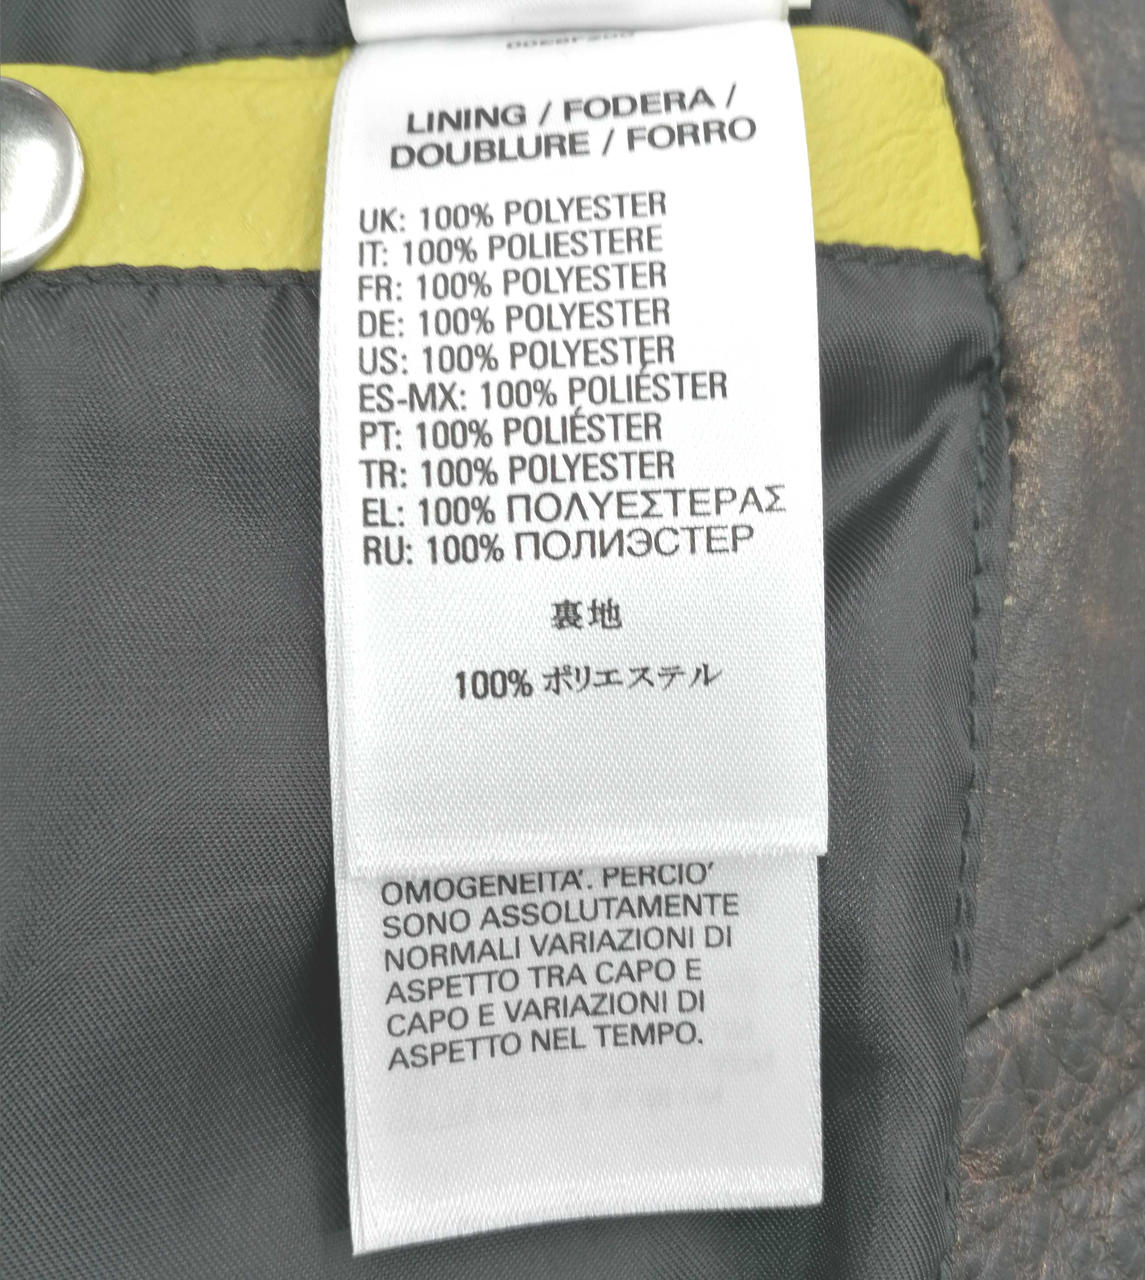 LINING / FODERA /
DOUBLURE / FORRO
UK: 100% POLYESTER
IT: 100% POLIESTERE
FR: 100% POLYESTER
DE: 100% POLYESTER
US: 100% POLYESTER
ES-MX: 100% POLIÉSTER
PT: 100% POLIÉSTER
TR: 100% POLYESTER
EL: 100% ΠΟΛΥΕΣΤΕΡΑΣ
RU: 100% ПОЛИЭСТЕР
裏地
100% ポリエステル
OMOGENEITA'. PERCIO'
SONO ASSOLUTAMENTE
NORMALI VARIAZIONI DI
ASPETTO TRA CAPO E
CAPO E VARIAZIONI DI
ASPETTO NEL TEMPO.